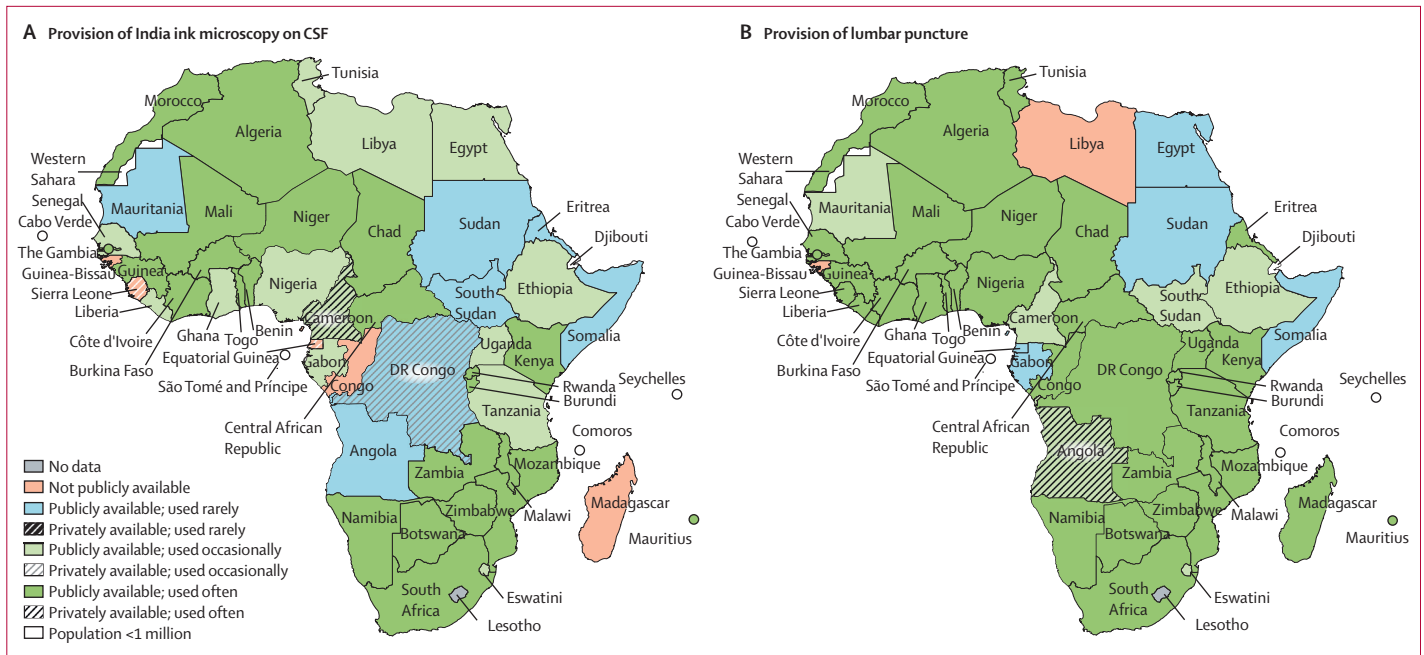 A Provision of India ink microscopy on CSF
Tunisia
Morocco
Algeria
Libya
Egypt
Western
Sahara
Senegal
Cabo Verde
The Gambia
Guinea-Bissau
Sierra Leone
Liberia
Mauritania
Mali
Niger
Chad
Sudan
Eritrea
Djibouti
Guinea
Nigeria
South
Sudan
Ethiopia
Somalia
Côte d'Ivoire
Burkina Faso
Ghana
Togo
Benin
Cameroon
Equatorial Guinea
São Tomé and Príncipe
Gabon
Congo
DR Congo
Uganda
Kenya
Rwanda
Burundi
Seychelles
Tanzania
Central African
Republic
Comoros
Angola
Zambia
Mozambique
Malawi
Madagascar
Mauritius
Namibia
Zimbabwe
Botswana
South
Africa
Eswatini
Lesotho
No data
Not publicly available
Publicly available; used rarely
Privately available; used rarely
Publicly available; used occasionally
Privately available; used occasionally
Publicly available; used often
Privately available; used often
Population <1 million
B Provision of lumbar puncture
Tunisia
Morocco
Algeria
Libya
Egypt
Western
Sahara
Senegal
Cabo Verde
The Gambia
Guinea-Bissau
Sierra Leone
Liberia
Mauritania
Mali
Niger
Chad
Sudan
Eritrea
Djibouti
Guinea
Nigeria
South
Sudan
Ethiopia
Somalia
Côte d'Ivoire
Burkina Faso
Ghana
Togo
Benin
Cameroon
Equatorial Guinea
São Tomé and Príncipe
Gabon
Congo
DR Congo
Uganda
Kenya
Rwanda
Burundi
Seychelles
Tanzania
Central African
Republic
Comoros
Angola
Zambia
Mozambique
Malawi
Madagascar
Mauritius
Namibia
Zimbabwe
Botswana
South
Africa
Eswatini
Lesotho